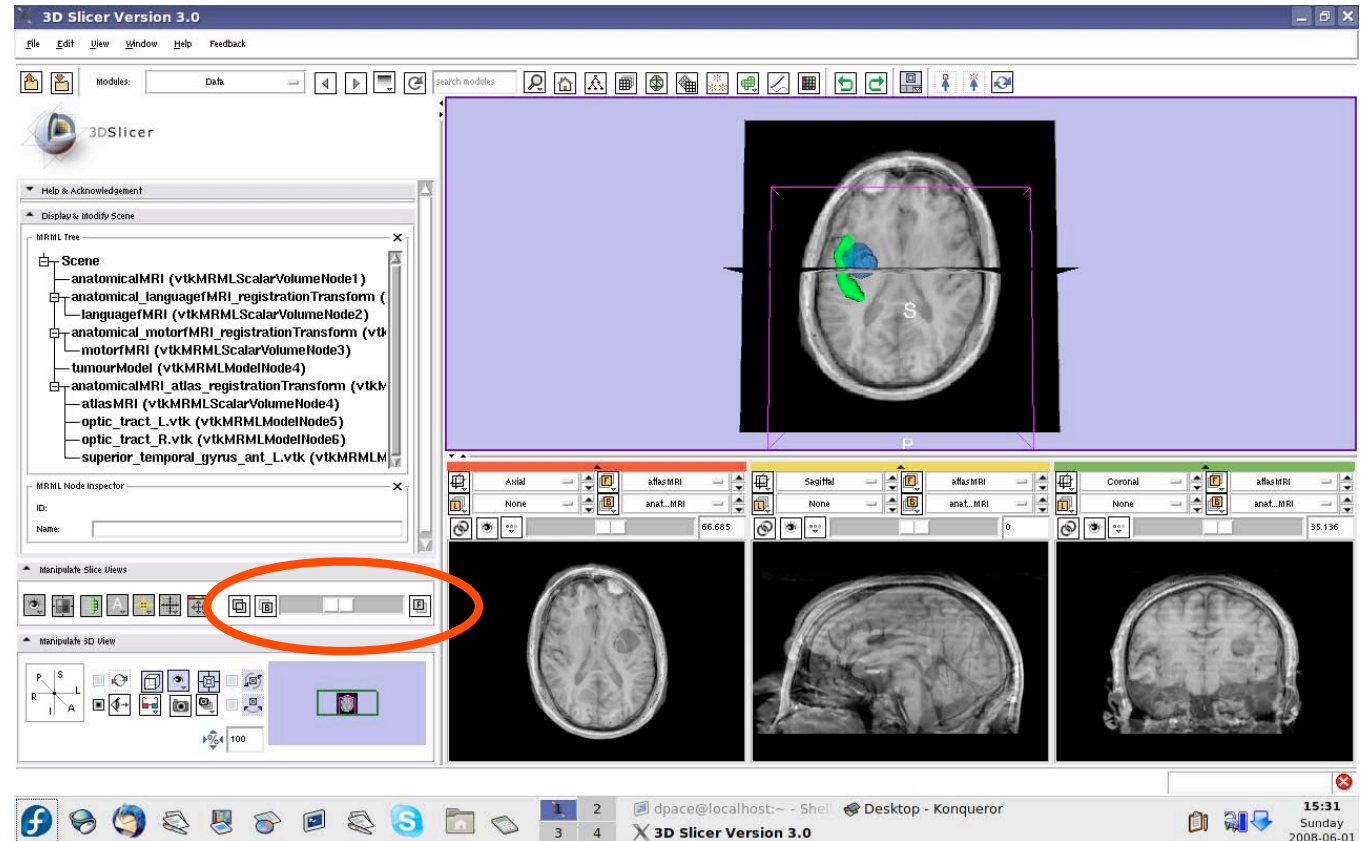 3D Slicer Version 3.0
File Edit View Window Help Feedback
Modules: Data search modules
3DSlicer
Help & Acknowledgement
Display & Modify Scene
MRML Tree
Scene
anatomicalMRI (vtkMRMLScalarVolumeNode1)
anatomical_languagefMRI_registrationTransform (
languagefMRI (vtkMRMLScalarVolumeNode2)
anatomical_motorfMRI_registrationTransform (vtk
motorfMRI (vtkMRMLScalarVolumeNode3)
tumourModel (vtkMRMLModelNode4)
anatomicalMRI_atlas_registrationTransform (vtkM
atlasMRI (vtkMRMLScalarVolumeNode4)
optic_tract_L.vtk (vtkMRMLModelNode5)
optic_tract_R.vtk (vtkMRMLModelNode6)
superior_temporal_gyrus_ant_L.vtk (vtkMRMLM
MRML Node Inspector
ID:
Name:
Manipulate Slice Views
B F
Manipulate 3D View
P S
R L
I A
% 100
S
P
Axial F atlasMRI
L None B anat...MRI
66.685
Sagittal F atlasMRI
L None B anat...MRI
0
Coronal F atlasMRI
L None B anat...MRI
35.136
1 2
3 4
dpace@localhost:~ - Shell
Desktop - Konqueror
3D Slicer Version 3.0
15:31
Sunday
2008-06-01